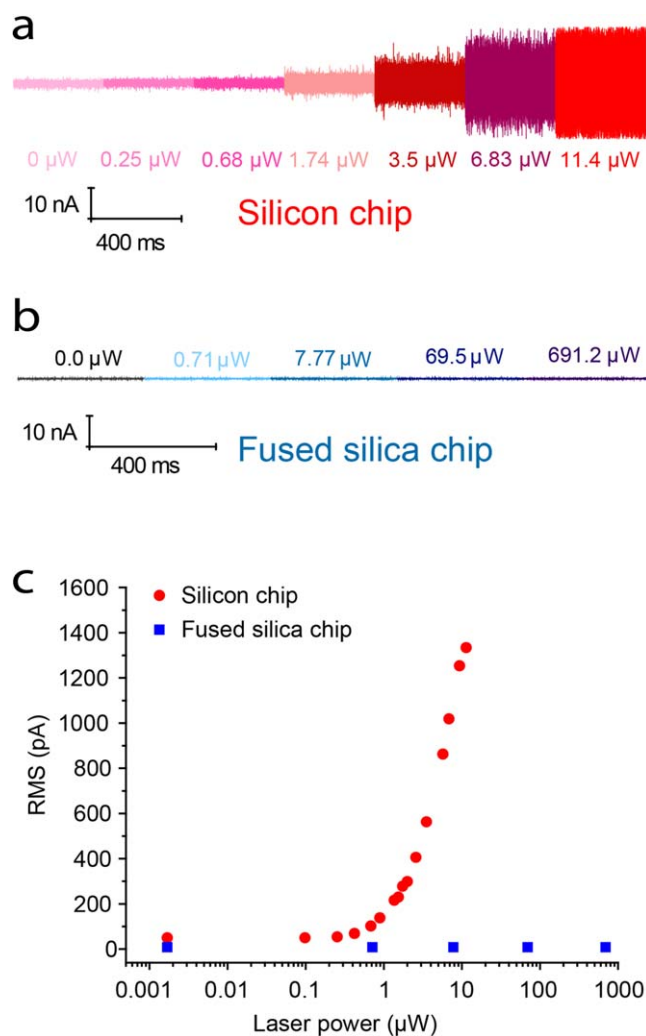 a
0 μW 0.25 μW 0.68 μW 1.74 μW 3.5 μW 6.83 μW 11.4 μW
10 nA
400 ms
Silicon chip
b
0.0 μW 0.71 μW 7.77 μW 69.5 μW 691.2 μW
10 nA
400 ms
Fused silica chip
c
Silicon chip
Fused silica chip
1600
1400
1200
1000
800
600
400
200
0
RMS (pA)
0.001 0.01 0.1 1 10 100 1000
Laser power (μW)